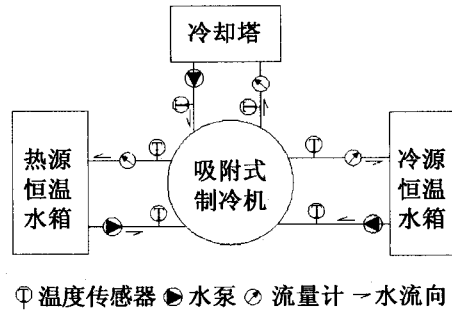 冷却塔
热源
恒温
水箱
吸附式
制冷机
冷源
恒温
水箱
温度传感器 水泵 流量计 水流向